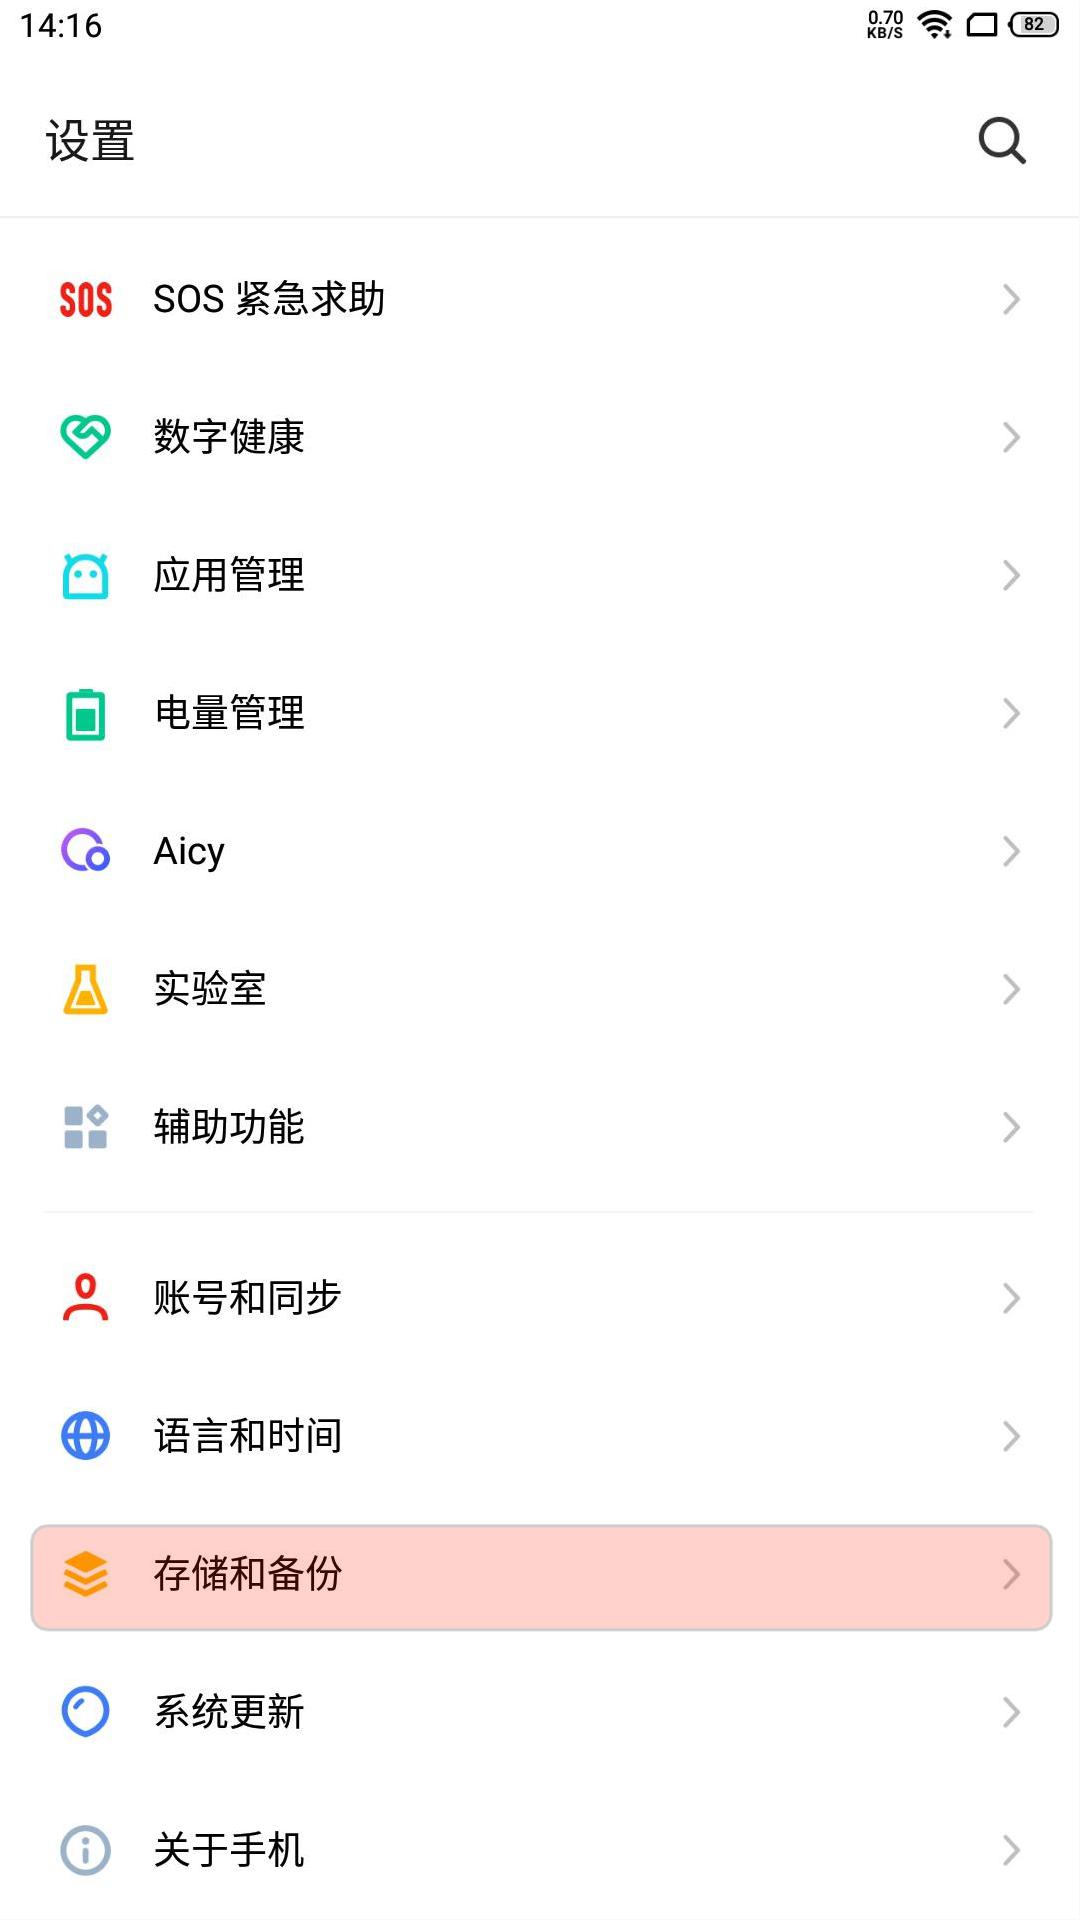 14:16
0.70
KB/S
82
设置
SOS SOS 紧急求助
数字健康
应用管理
电量管理
Aicy
实验室
辅助功能
账号和同步
语言和时间
存储和备份
系统更新
关于手机